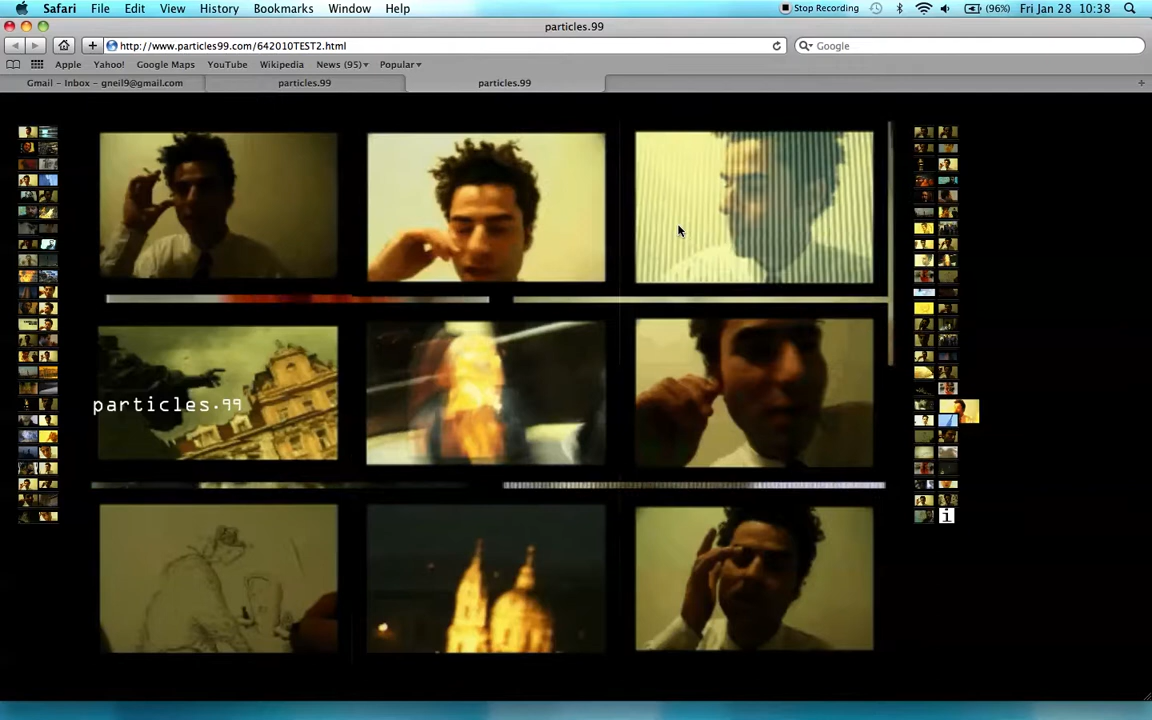 Safari File Edit View History Bookmarks Window Help Stop Recording (96%) Fri Jan 28 10:38
particles.99
http://www.particles99.com/642010TEST2.html Google
Apple Yahoo! Google Maps YouTube Wikipedia News (95) Popular
Gmail – Inbox – gneil9@gmail.com particles.99 particles.99
particles.99
i